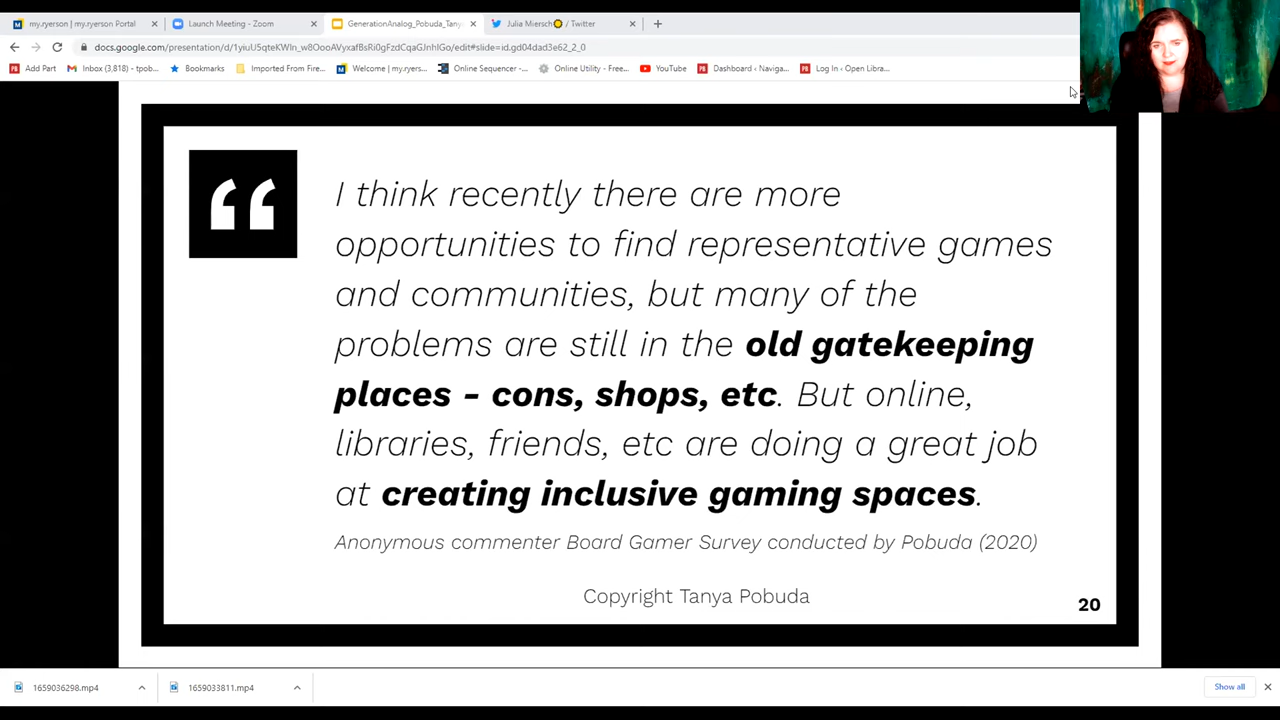 my.ryerson | my.ryerson Portal
Launch Meeting - Zoom
GenerationAnalog_Pobuda_Tany
Julia Miersch🌻 / Twitter
docs.google.com/presentation/d/1yiuU5qteKWln_w8OooAVyxafBsRi0gFzdCqaGJnhIGo/edit#slide=id.gd04dad3e62_2_0
Add Part
Inbox (3,818) - tpob...
Bookmarks
Imported From Fire...
Welcome | my.ryers...
Online Sequencer -...
Online Utility - Free...
YouTube
Dashboard ‹ Naviga...
Log In ‹ Open Libra...
“
I think recently there are more
opportunities to find representative games
and communities, but many of the
problems are still in the old gatekeeping
places - cons, shops, etc. But online,
libraries, friends, etc are doing a great job
at creating inclusive gaming spaces.
Anonymous commenter Board Gamer Survey conducted by Pobuda (2020)
Copyright Tanya Pobuda
20
1659036298.mp4
1659033811.mp4
Show all